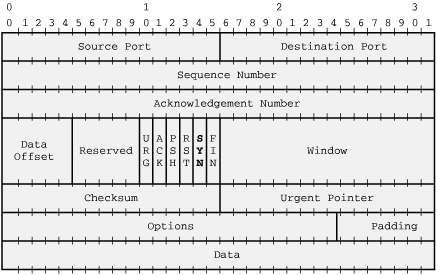 0 1 2 3
0 1 2 3 4 5 6 7 8 9 0 1 2 3 4 5 6 7 8 9 0 1 2 3 4 5 6 7 8 9 0 1
Source Port Destination Port
Sequence Number
Acknowledgement Number
Data Offset Reserved URG ACK PSH RST SYN FIN Window
Checksum Urgent Pointer
Options Padding
Data